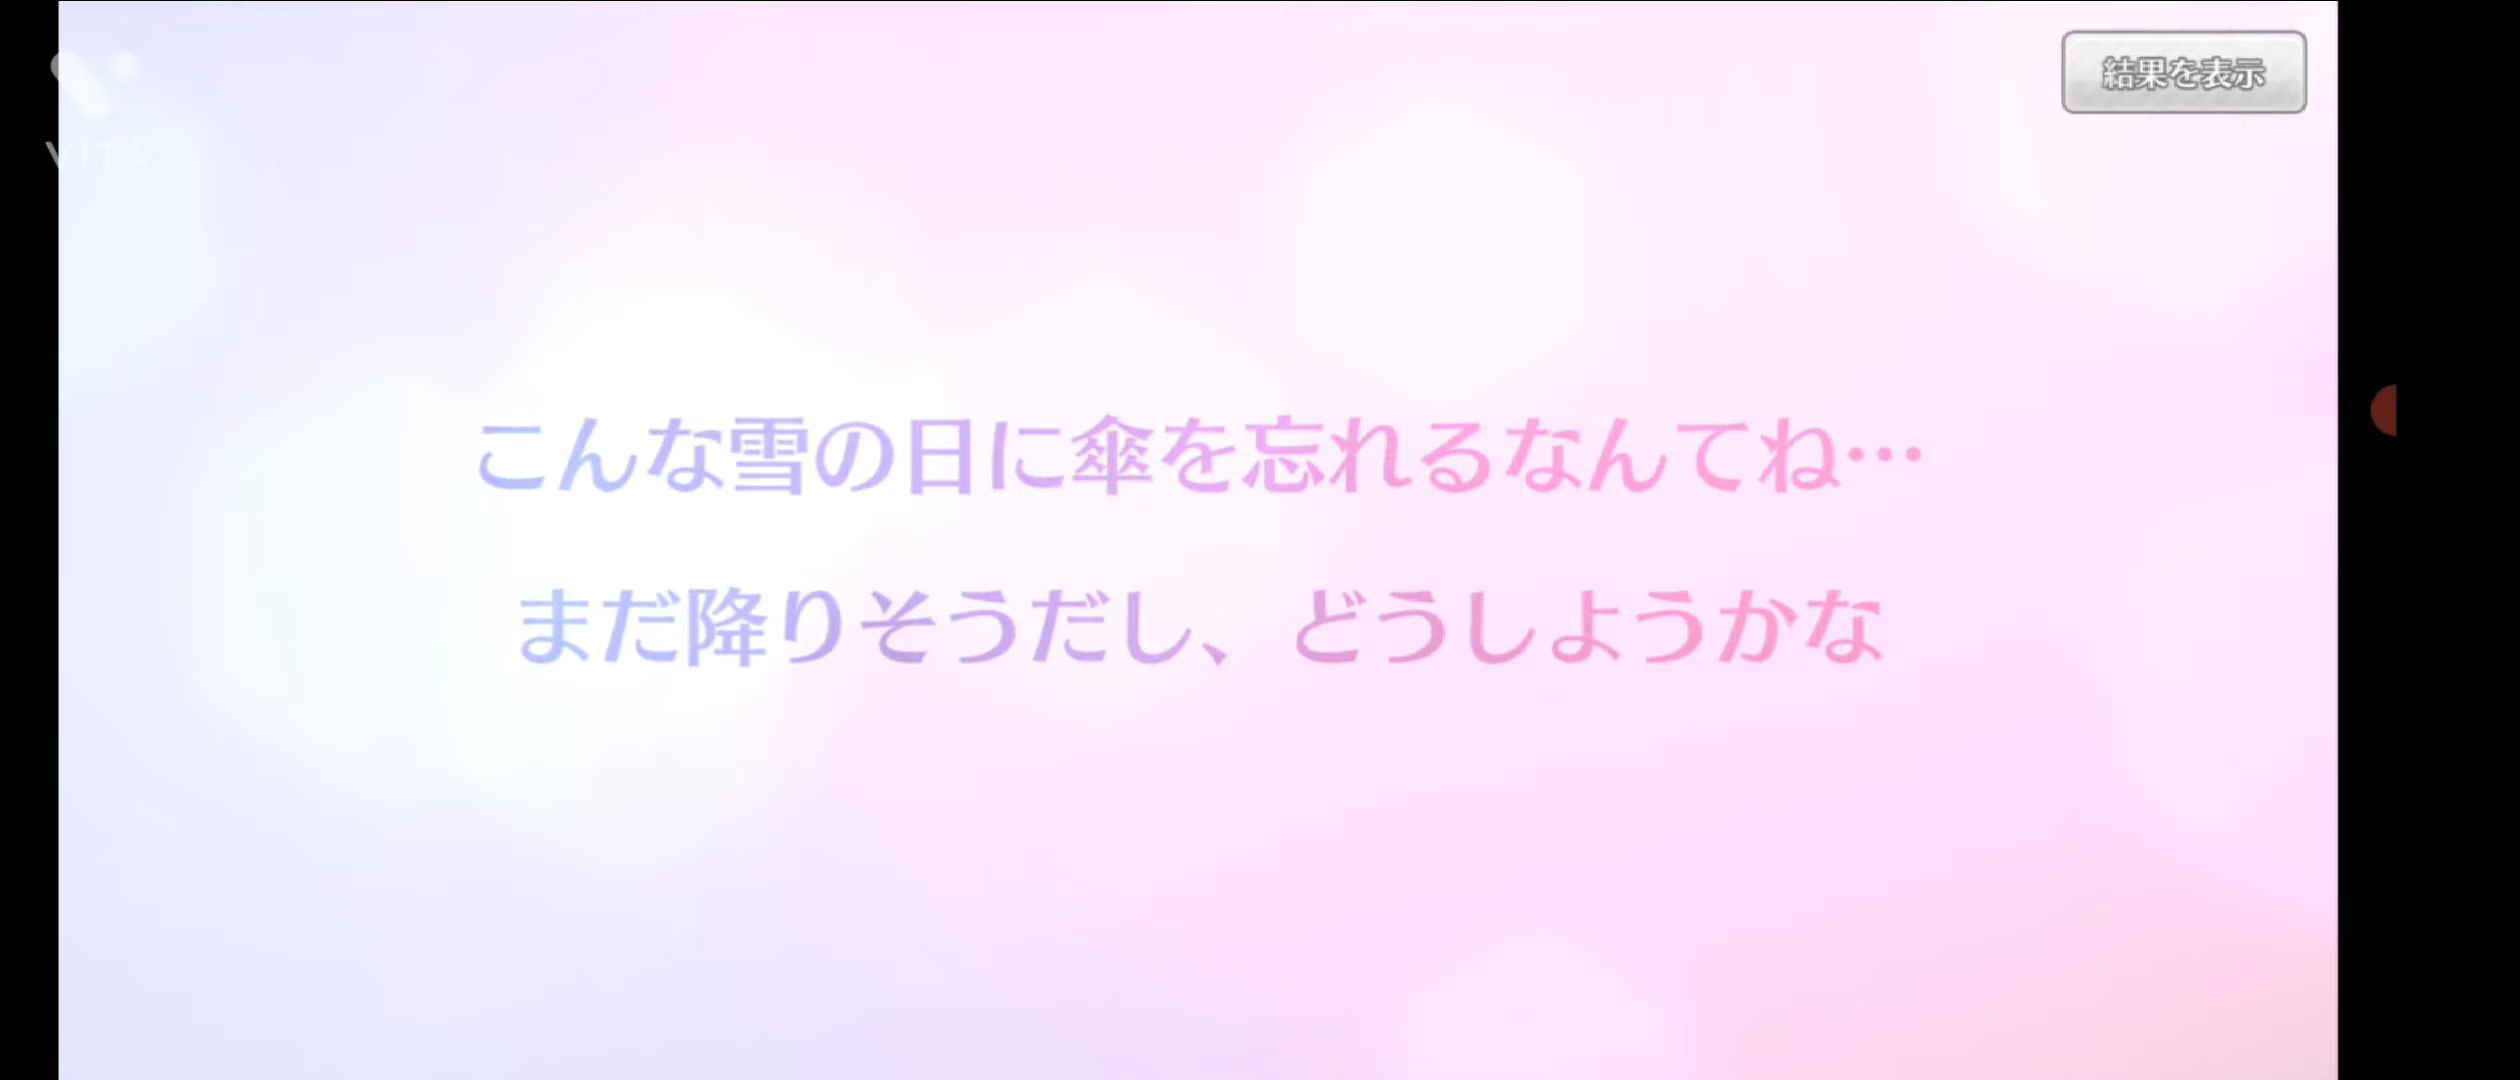 VITA
結果を表示
こんな雪の日に傘を忘れるなんてね…
まだ降りそうだし、どうしようかな